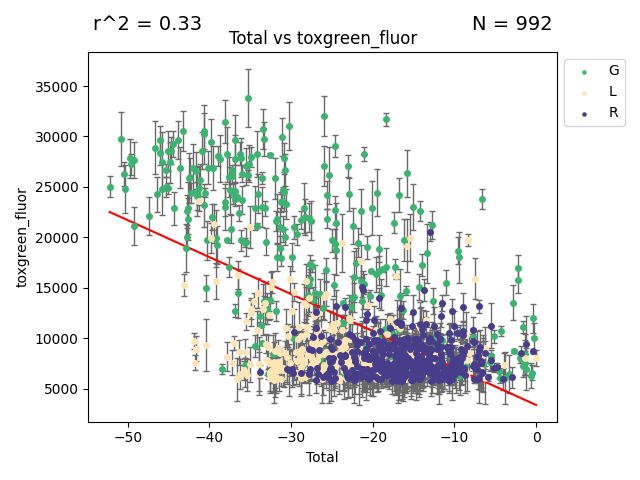 r^2 = 0.33
N = 992
Total vs toxgreen_fluor
G
L
R
35000
30000
25000
20000
15000
10000
5000
toxgreen_fluor
−50
−40
−30
−20
−10
0
Total